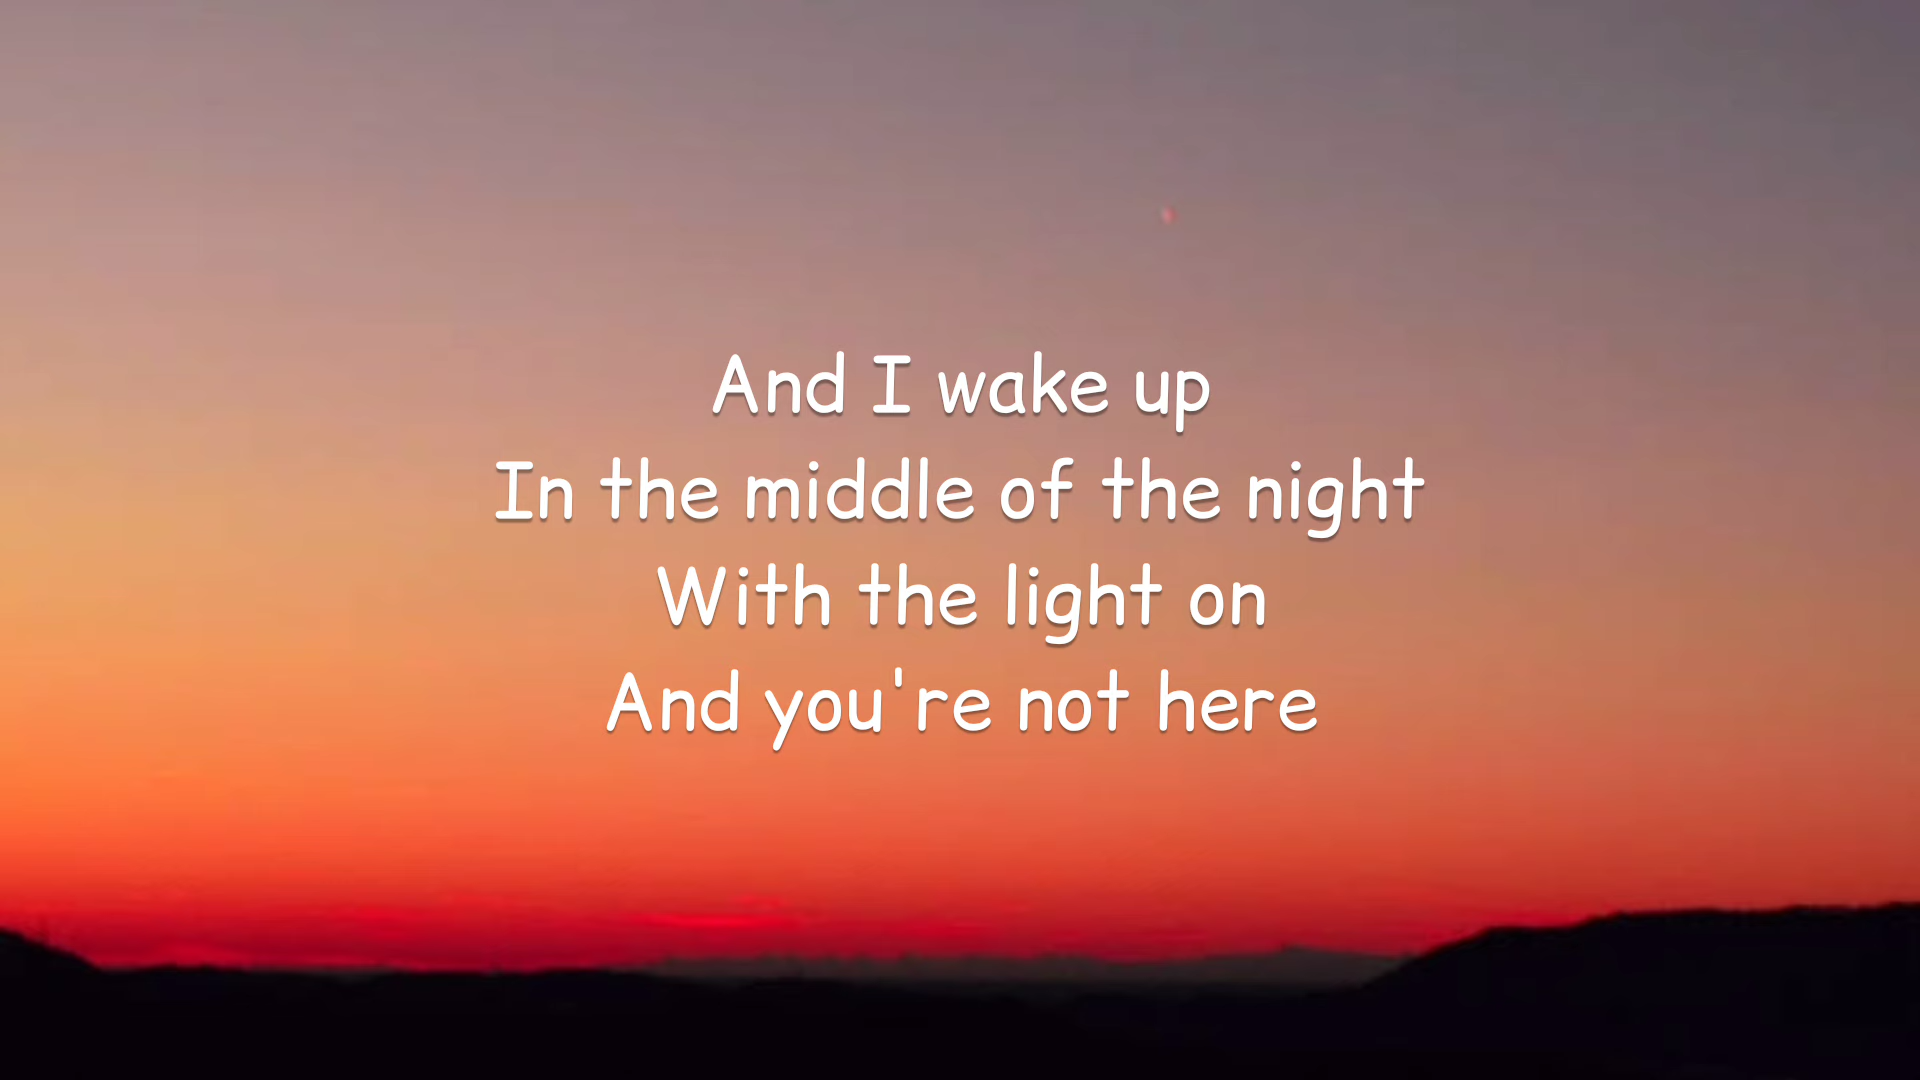 And I wake up
In the middle of the night
With the light on
And you're not here